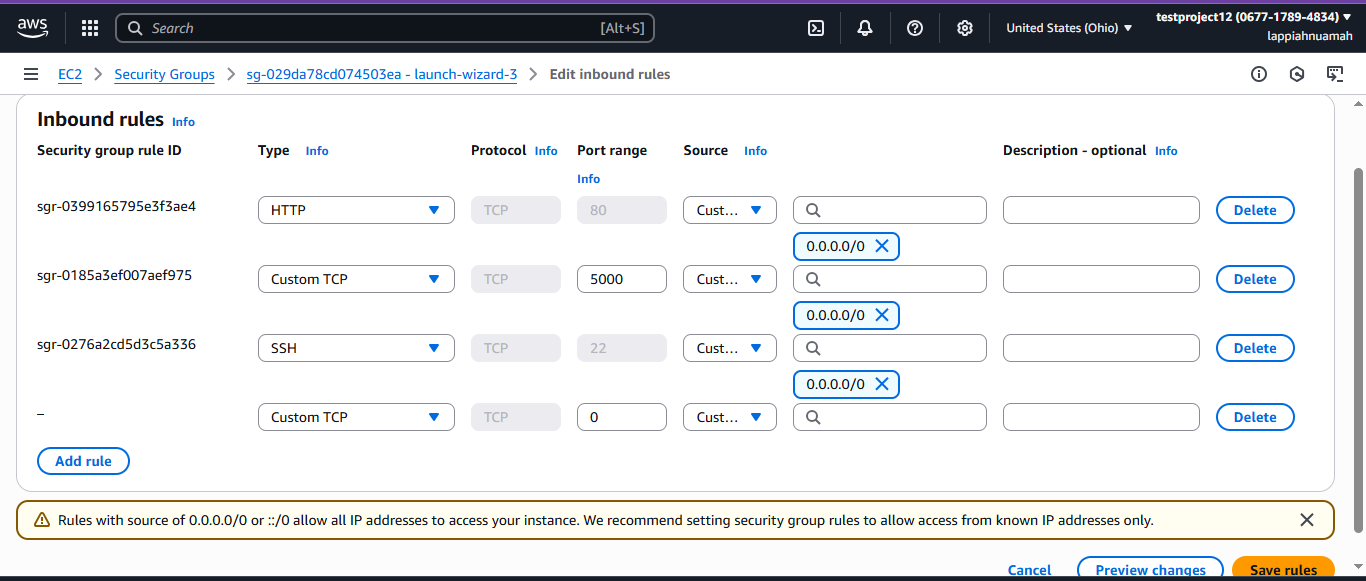 aws
Search
[Alt+S]
United States (Ohio)
testproject12 (0677-1789-4834)
lappiahnuamah
EC2 > Security Groups > sg-029da78cd074503ea - launch-wizard-3 > Edit inbound rules
Inbound rules Info
Security group rule ID Type Info Protocol Info Port range Info Source Info Description - optional Info
sgr-0399165795e3f3ae4 HTTP TCP 80 Cust... Delete
0.0.0.0/0
sgr-0185a3ef007aef975 Custom TCP TCP 5000 Cust... Delete
0.0.0.0/0
sgr-0276a2cd5d3c5a336 SSH TCP 22 Cust... Delete
0.0.0.0/0
– Custom TCP TCP 0 Cust... Delete
Add rule
Rules with source of 0.0.0.0/0 or ::/0 allow all IP addresses to access your instance. We recommend setting security group rules to allow access from known IP addresses only.
Cancel Preview changes Save rules